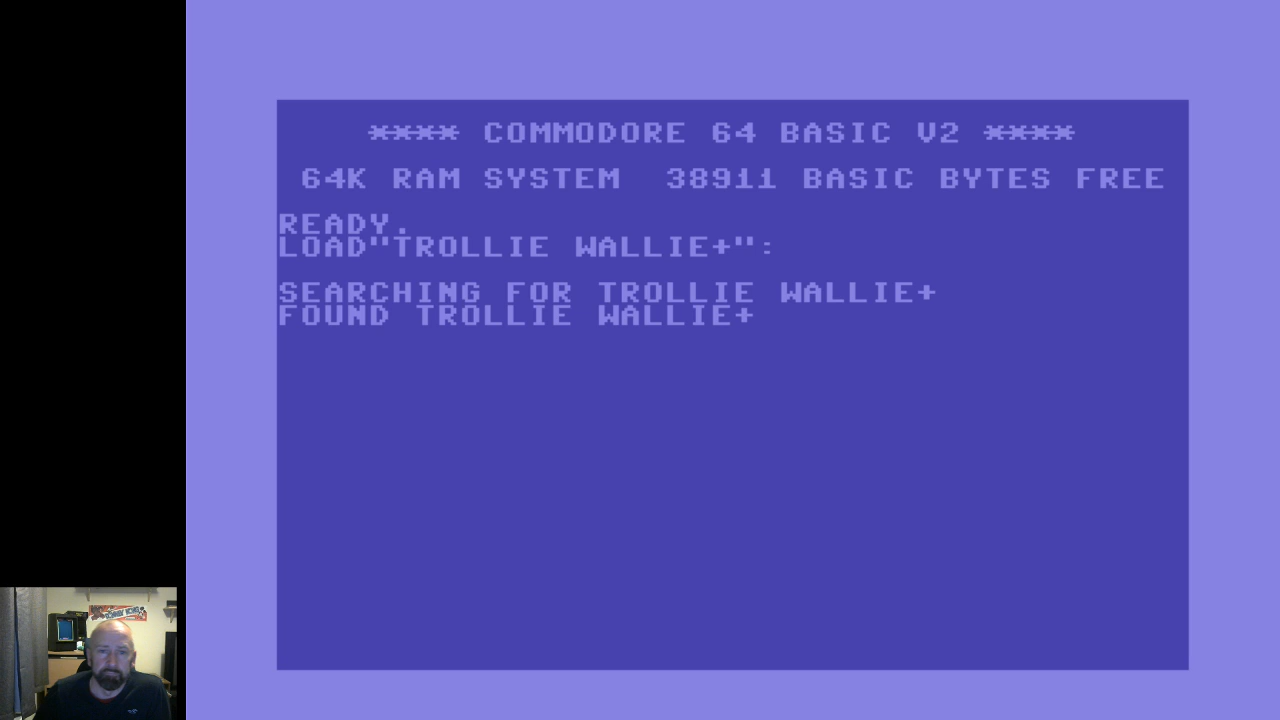 **** COMMODORE 64 BASIC V2 ****
64K RAM SYSTEM  38911 BASIC BYTES FREE
READY.
LOAD"TROLLIE WALLIE+":
SEARCHING FOR TROLLIE WALLIE+
FOUND TROLLIE WALLIE+